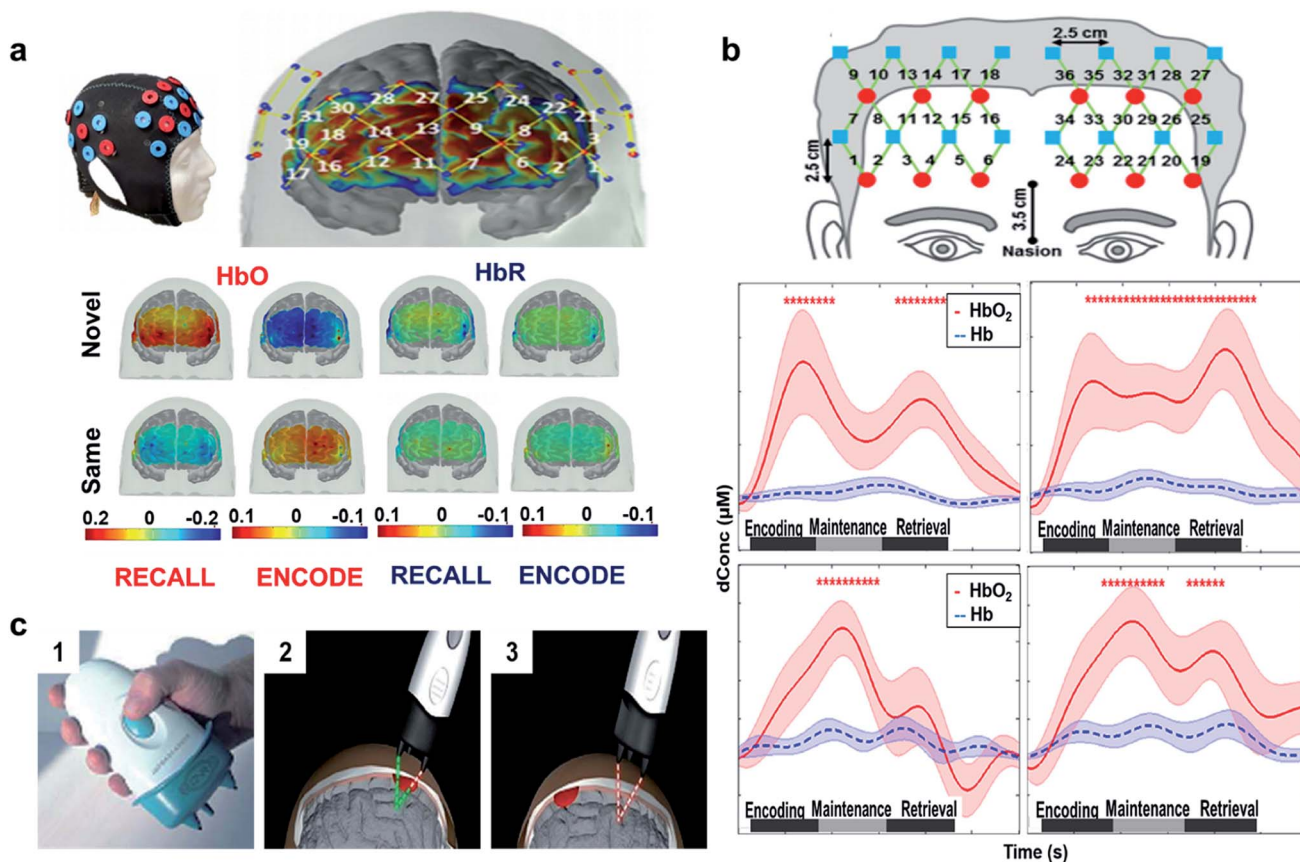 a
28 27 25 24
30 22
31 21
18 14 13 9 8 4 3
19
16 12 11 7 6 2 1
17
HbO HbR
Novel
Same
0.2 0 -0.2 0.1 0 -0.1 0.1 0 -0.1 0.1 0 -0.1
RECALL ENCODE RECALL ENCODE
b
2.5 cm
9 10 13 14 17 18 36 35 32 31 28 27
7 8 11 12 15 16 34 33 30 29 26 25
2.5 cm
1 2 3 4 5 6 24 23 22 21 20 19
3.5 cm
Nasion
******** *********
HbO₂
Hb
**************************
Encoding Maintenance Retrieval
Encoding Maintenance Retrieval
dConc (μM)
********** 
HbO₂
Hb
********** ******
Encoding Maintenance Retrieval
Encoding Maintenance Retrieval
Time (s)
c
1 2 3